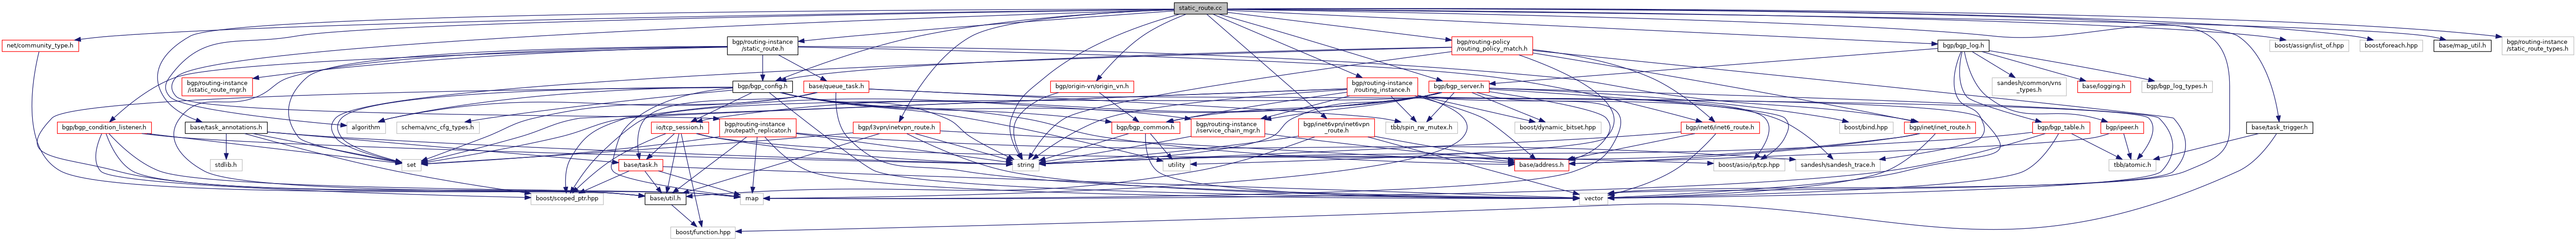 static_route.cc
net/community_type.h
bgp/routing-instance
/static_route.h
bgp/routing-policy
/routing_policy_match.h
bgp/bgp_log.h
boost/assign/list_of.hpp
boost/foreach.hpp
base/map_util.h
bgp/routing-instance
/static_route_types.h
bgp/routing-instance
/istatic_route_mgr.h
bgp/bgp_config.h
base/queue_task.h
bgp/origin-vn/origin_vn.h
bgp/routing-instance
/routing_instance.h
bgp/bgp_server.h
sandesh/common/vns
_types.h
base/logging.h
bgp/bgp_log_types.h
bgp/bgp_condition_listener.h
base/task_annotations.h
algorithm
schema/vnc_cfg_types.h
io/tcp_session.h
bgp/routing-instance
/routepath_replicator.h
bgp/l3vpn/inetvpn_route.h
bgp/bgp_common.h
bgp/routing-instance
/iservice_chain_mgr.h
bgp/inet6vpn/inet6vpn
_route.h
tbb/spin_rw_mutex.h
boost/dynamic_bitset.hpp
bgp/inet6/inet6_route.h
boost/bind.hpp
bgp/inet/inet_route.h
bgp/bgp_table.h
bgp/ipeer.h
base/task_trigger.h
stdlib.h
set
base/task.h
string
utility
base/address.h
boost/asio/ip/tcp.hpp
sandesh/sandesh_trace.h
tbb/atomic.h
boost/scoped_ptr.hpp
base/util.h
map
vector
boost/function.hpp